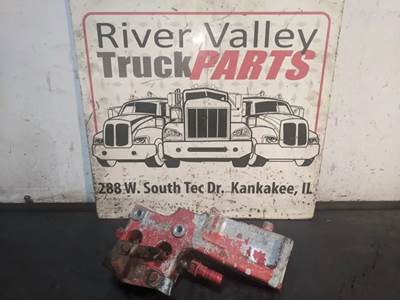 River Valley
TruckPARTS
288 W. South Tec Dr. Kankakee, IL